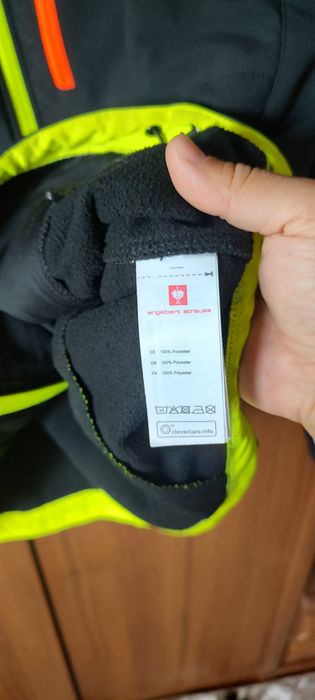 engelbert strauss
DE 100% Polyester
GB 100% Polyester
FR 100% Polyester
clevercare.info